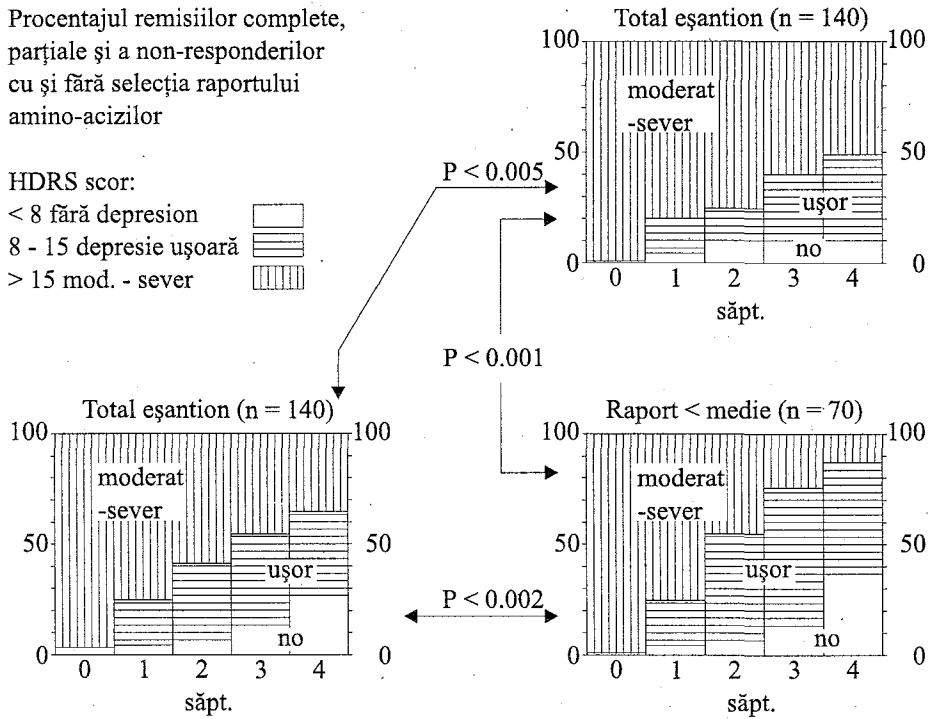 Procentajul remisiilor complete,
parțiale și a non-responderilor
cu și fără selecția raportului
amino-acizilor
HDRS scor:
< 8 fără depresion
8 - 15 depresie ușoară
> 15 mod. - sever
Total eșantion (n = 140)
100
100
moderat
-sever
50
50
ușor
no
0
0
0 1 2 3 4
săpt.
P < 0.005
P < 0.001
P < 0.002
Total eșantion (n = 140)
100
100
moderat
-sever
50
50
ușor
no
0
0
0 1 2 3 4
săpt.
Raport < medie (n = 70)
100
100
moderat
-sever
50
50
ușor
no
0
0
0 1 2 3 4
săpt.